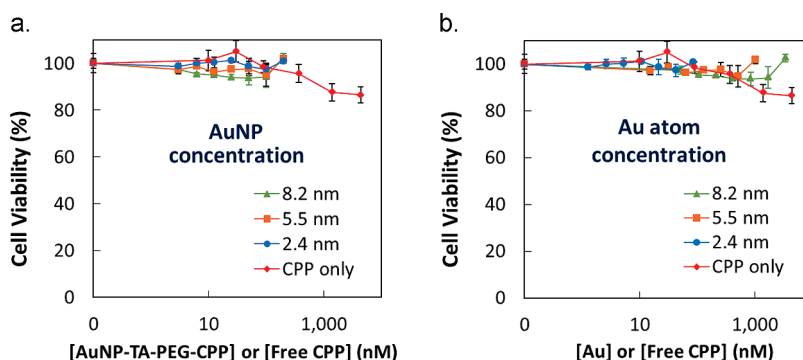 a.
Cell Viability (%)
120
100
80
60
40
20
0
AuNP
concentration
8.2 nm
5.5 nm
2.4 nm
CPP only
0
10
1,000
[AuNP-TA-PEG-CPP] or [Free CPP] (nM)
b.
Cell Viability (%)
120
100
80
60
40
20
0
Au atom
concentration
8.2 nm
5.5 nm
2.4 nm
CPP only
0
10
1,000
[Au] or [Free CPP] (nM)